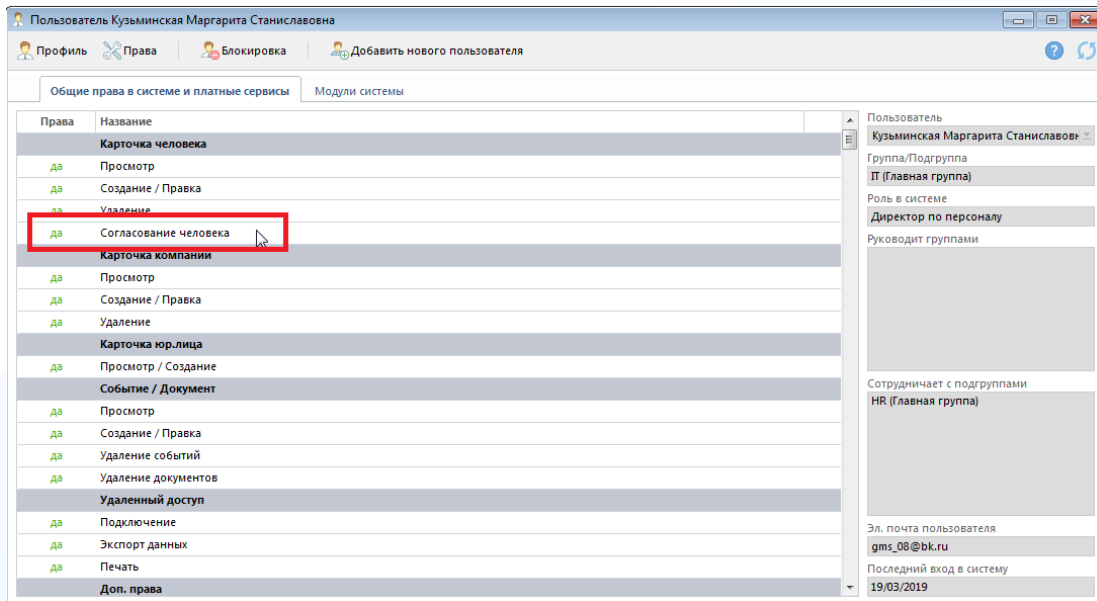 Пользователь Кузьминская Маргарита Станиславовна
Профиль Права Блокировка Добавить нового пользователя
Общие права в системе и платные сервисы Модули системы
Права Название
Карточка человека
да Просмотр
да Создание / Правка
да Удаление
да Согласование человека
Карточка компании
да Просмотр
да Создание / Правка
да Удаление
Карточка юр.лица
да Просмотр / Создание
Событие / Документ
да Просмотр
да Создание / Правка
да Удаление событий
да Удаление документов
Удаленный доступ
да Подключение
да Экспорт данных
да Печать
Доп. права
Пользователь
Кузьминская Маргарита Станиславовн
Группа/Подгруппа
IT (Главная группа)
Роль в системе
Директор по персоналу
Руководит группами
Сотрудничает с подгруппами
HR (Главная группа)
Эл. почта пользователя
gms_08@bk.ru
Последний вход в систему
19/03/2019